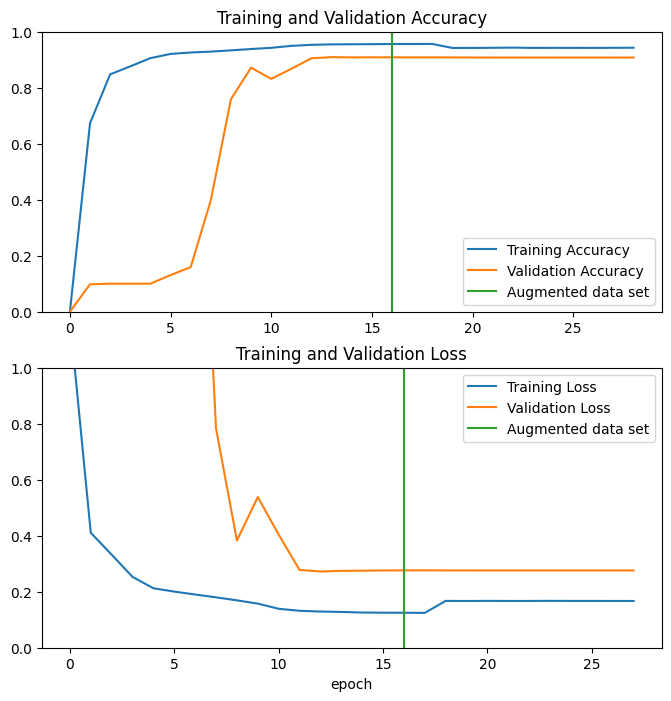 Training and Validation Accuracy
1.0
0.8
0.6
0.4
0.2
0.0
0 5 10 15 20 25
Training Accuracy
Validation Accuracy
Augmented data set
Training and Validation Loss
1.0
0.8
0.6
0.4
0.2
0.0
0 5 10 15 20 25
Training Loss
Validation Loss
Augmented data set
epoch